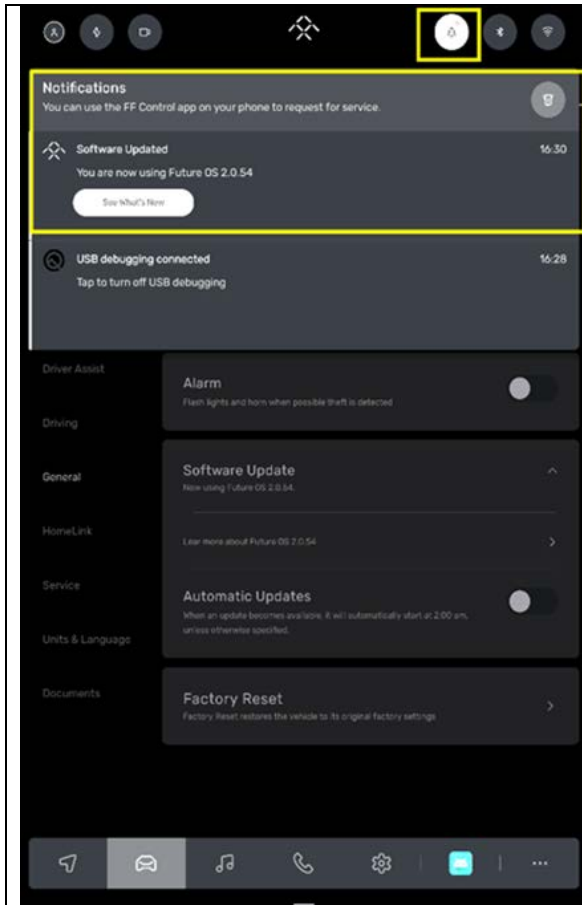 Notifications
You can use the FF Control app on your phone to request for service.
Software Updated
16:30
You are now using Future OS 2.0.54
See What's New
USB debugging connected
16:28
Tap to turn off USB debugging
Driver Assist
Alarm
Flash lights and horn when possible theft is detected
Driving
General
Software Update
Now using Future OS 2.0.54.
HomeLink
Lear more about Future OS 2.0.54
Service
Automatic Updates
When an update becomes available, it will automatically start at 2:00 am,
unless otherwise specified.
Units & Language
Documents
Factory Reset
Factory Reset restores the vehicle to its original factory settings